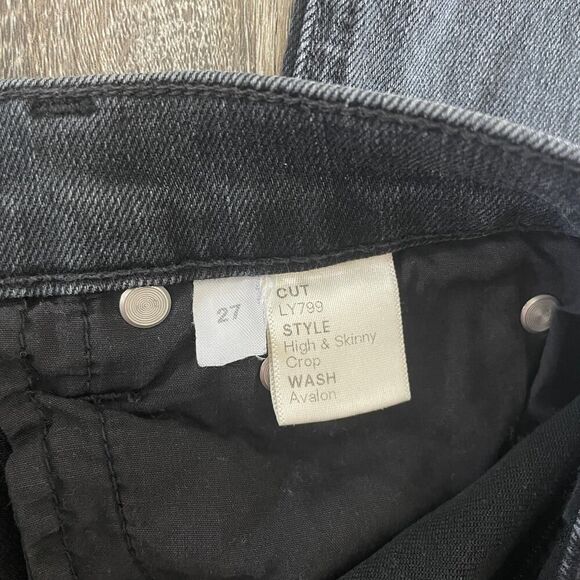 27
CUT
LY799
STYLE
High & Skinny
Crop
WASH
Avalon